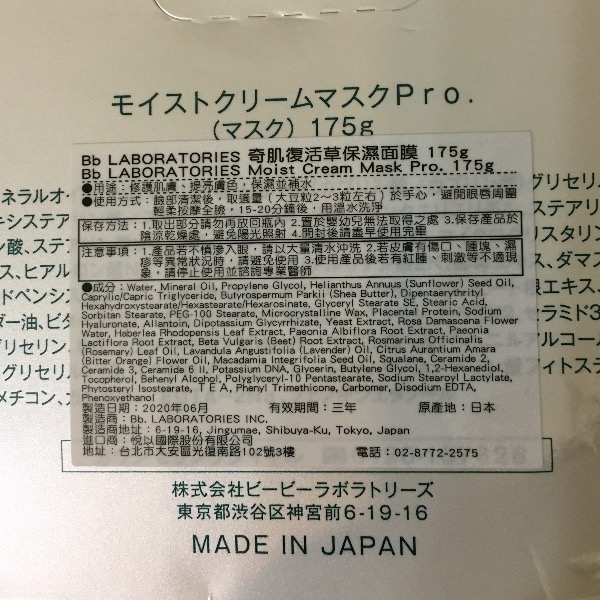 モイストクリームマスクPro.
(マスク) 175g
Bb LABORATORIES 奇肌復活草保濕面膜 175g
Bb LABORATORIES Moist Cream Mask Pro. 175g
●用途：修護肌膚，提亮膚色，保濕並補水
●使用方式：臉部清潔後，取適量（大豆粒2~3粒左右）於手心，避開眼唇周圍
輕柔按摩全臉，15-20分鐘後，用溫水洗淨
保存方法：1.取出部分請勿再放回瓶內 2.置於嬰幼兒無法取得之處 3.保存產品於
陰涼乾燥處，避免陽光照射 4.開封後請盡早使用完畢
注意事項：1.產品若不慎滲入眼，請以大量清水沖洗 2.若皮膚有傷口、腫塊、濕
疹等異常狀況時，請避免使用 3.使用產品後若有紅腫、刺激等不適現
象，請停止使用並諮詢專業醫師
●成分：Water, Mineral Oil, Propylene Glycol, Helianthus Annuus (Sunflower) Seed Oil,
Caprylic/Capric Triglyceride, Butyrospermum Parkii (Shea Butter), Dipentaerythrityl
Hexahydroxystearate/Hexastearate/Hexarosinate, Glyceryl Stearate SE, Stearic Acid,
Sorbitan Stearate, PEG-100 Stearate, Microcrystalline Wax, Placental Protein, Sodium
Hyaluronate, Allantoin, Dipotassium Glycyrrhizate, Yeast Extract, Rosa Damascena Flower
Water, Haberlea Rhodopensis Leaf Extract, Paeonia Albiflora Root Extract, Paeonia
Lactiflora Root Extract, Beta Vulgaris (Beet) Root Extract, Rosmarinus Officinalis
(Rosemary) Leaf Oil, Lavandula Angustifolia (Lavender) Oil, Citrus Aurantium Amara
(Bitter Orange) Flower Oil, Macadamia Integrifolia Seed Oil, Squalane, Ceramide 2,
Ceramide 3, Ceramide 6 II, Potassium DNA, Glycerin, Butylene Glycol, 1,2-Hexanediol,
Tocopherol, Behenyl Alcohol, Polyglyceryl-10 Pentastearate, Sodium Stearoyl Lactylate,
Phytosteryl Isostearate, T E A, Phenyl Trimethicone, Carbomer, Disodium EDTA,
Phenoxyethanol
製造日期：2020年06月 有效期間：三年 原產地：日本
製造商：Bb. LABORATORIES INC.
製造商地址：6-19-16, Jingumae, Shibuya-Ku, Tokyo, Japan
進口商：悅以國際股份有限公司
地址：台北市大安區光復南路102號3樓 電話：02-8772-2575
株式会社ビービーラボラトリーズ
東京都渋谷区神宮前6-19-16
MADE IN JAPAN